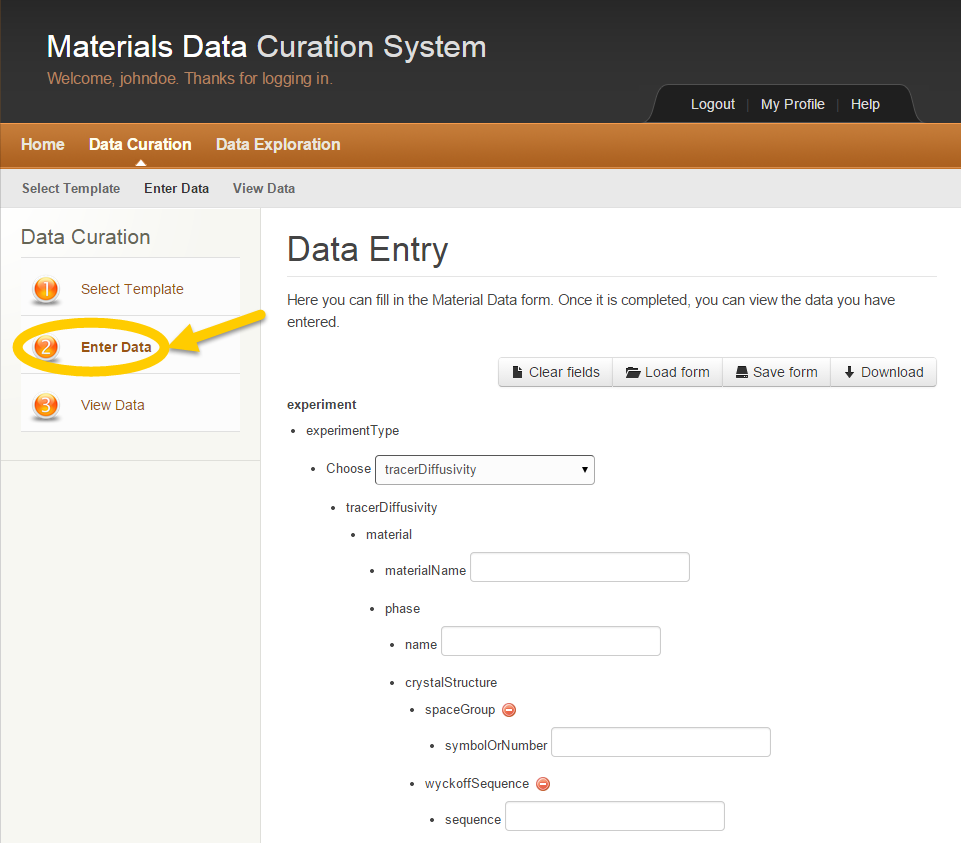 Materials Data Curation System
Welcome, johndoe. Thanks for logging in.
Logout | My Profile | Help
Home Data Curation Data Exploration
Select Template Enter Data View Data
Data Curation
1 Select Template
2 Enter Data
3 View Data
Data Entry
Here you can fill in the Material Data form. Once it is completed, you can view the data you have
entered.
Clear fields Load form Save form Download
experiment
experimentType
Choose tracerDiffusivity
tracerDiffusivity
material
materialName
phase
name
crystalStructure
spaceGroup
symbolOrNumber
wyckoffSequence
sequence